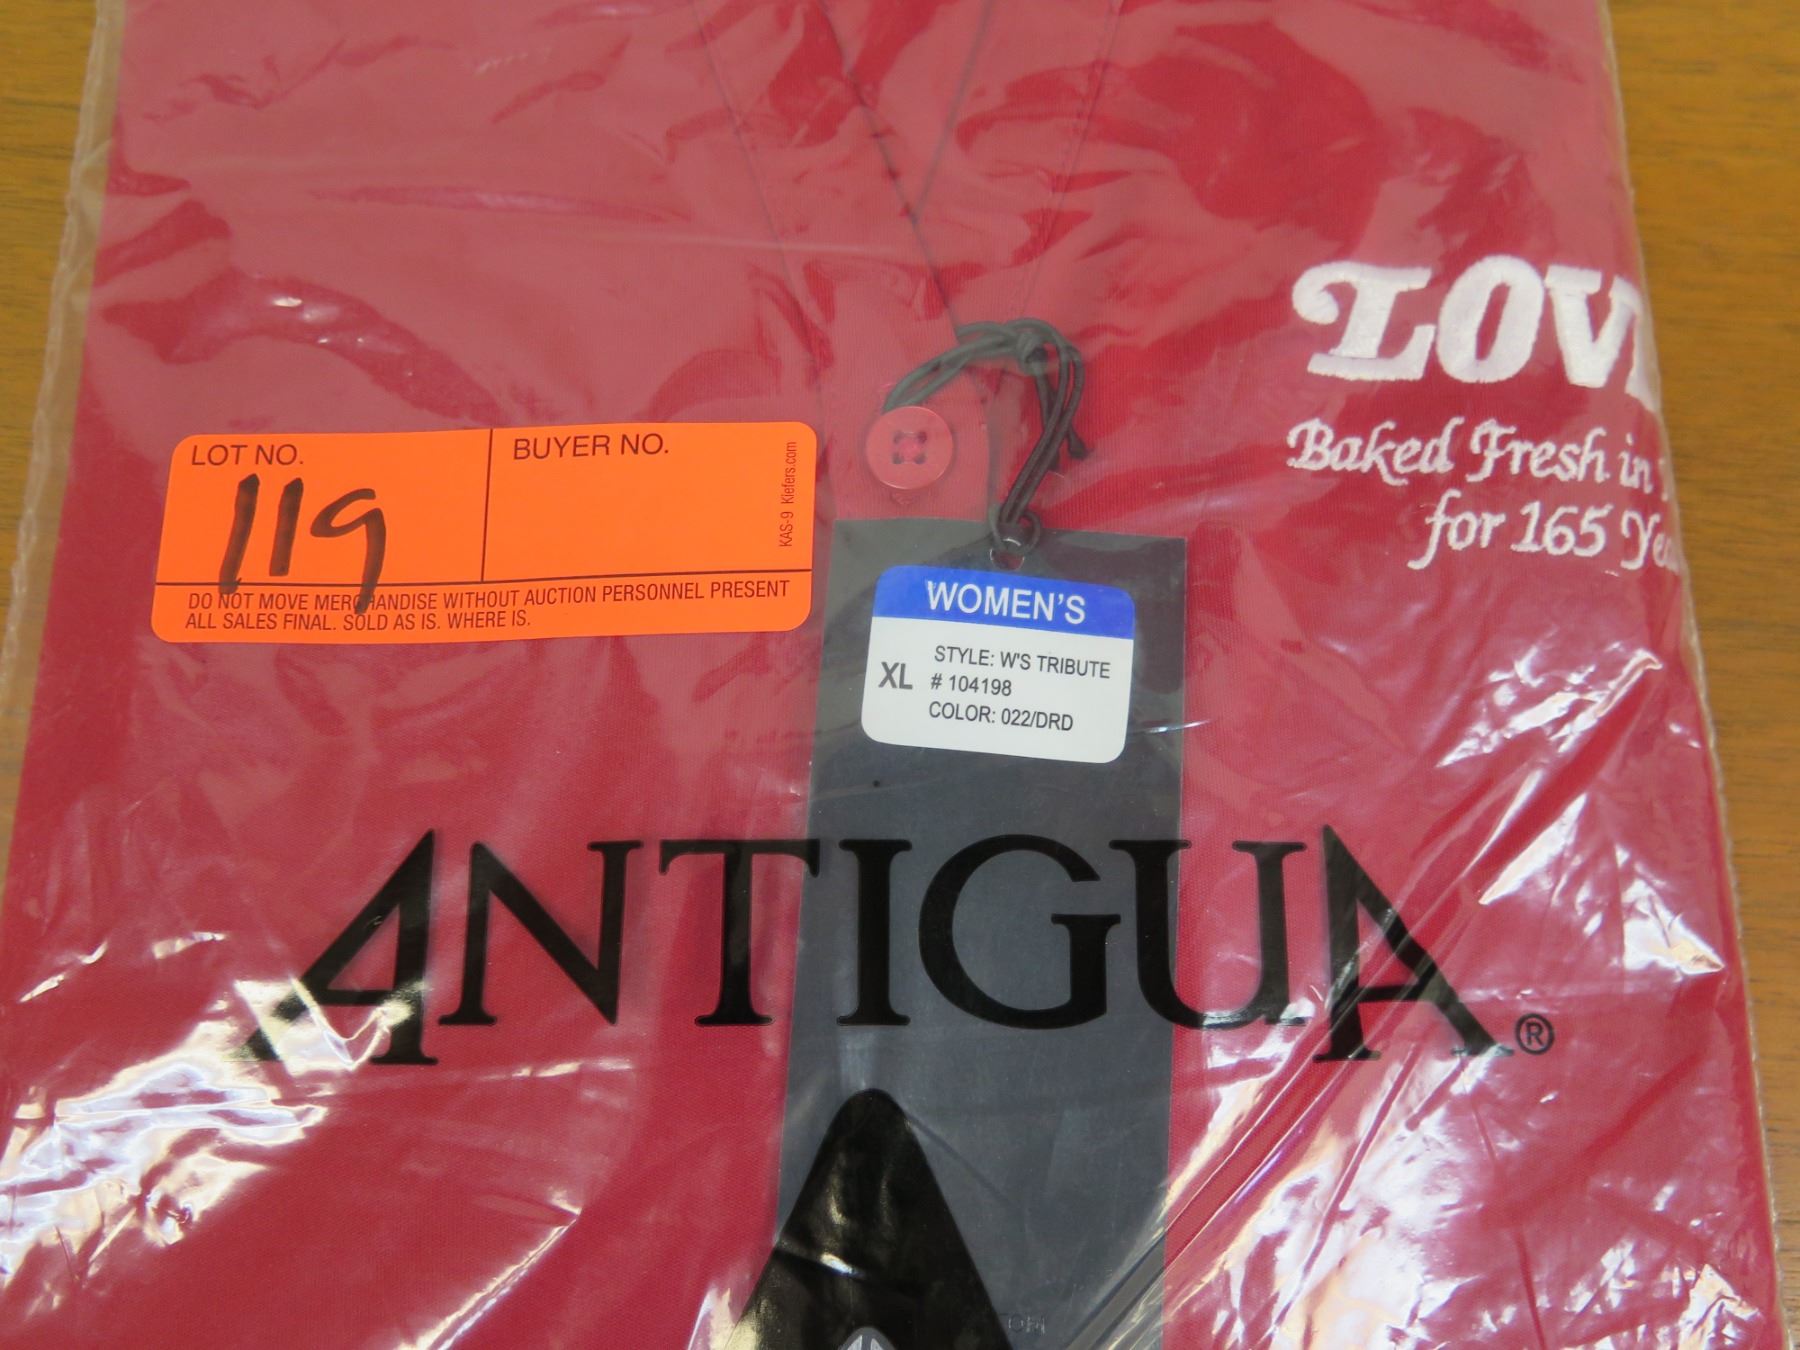 LOV
Baked Fresh in
for 165 Yea
LOT NO.
BUYER NO.
119
KAS-9 Kiefers.com
DO NOT MOVE MERCHANDISE WITHOUT AUCTION PERSONNEL PRESENT
ALL SALES FINAL. SOLD AS IS. WHERE IS.
WOMEN'S
XL
STYLE: W'S TRIBUTE
# 104198
COLOR: 022/DRD
ANTIGUA®